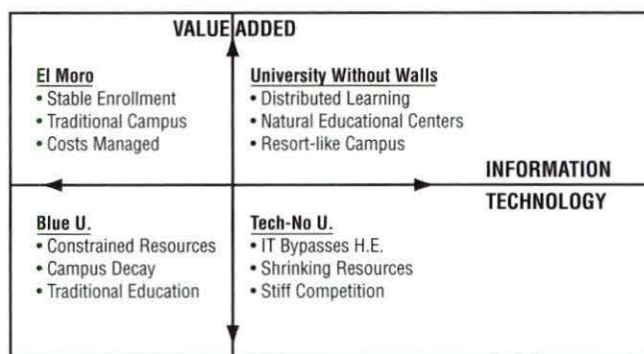 VALUE ADDED
El Moro
• Stable Enrollment
• Traditional Campus
• Costs Managed
University Without Walls
• Distributed Learning
• Natural Educational Centers
• Resort-like Campus
INFORMATION
TECHNOLOGY
Blue U.
• Constrained Resources
• Campus Decay
• Traditional Education
Tech-No U.
• IT Bypasses H.E.
• Shrinking Resources
• Stiff Competition